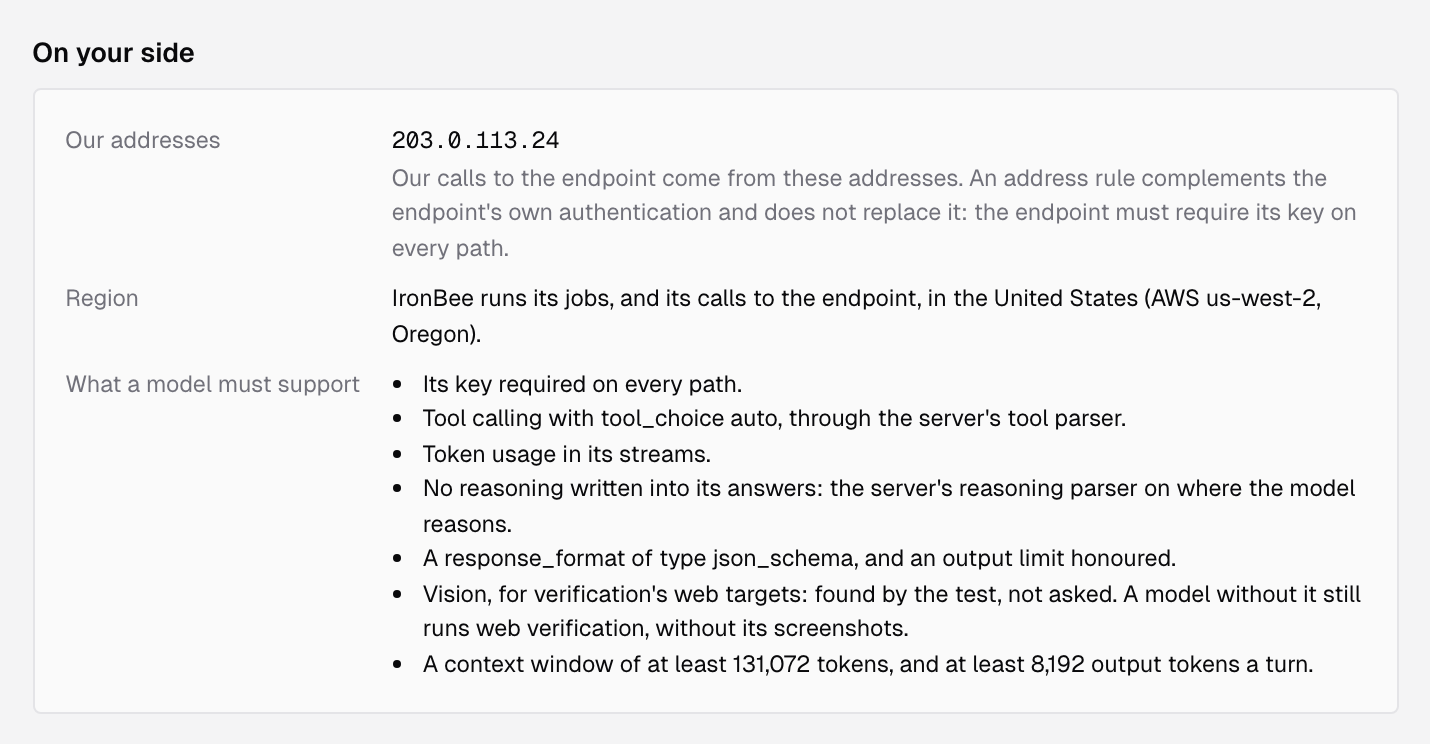 On your side
Our addresses
203.0.113.24
Our calls to the endpoint come from these addresses. An address rule complements the
endpoint's own authentication and does not replace it: the endpoint must require its key on
every path.
Region
IronBee runs its jobs, and its calls to the endpoint, in the United States (AWS us-west-2,
Oregon).
What a model must support
• Its key required on every path.
• Tool calling with tool_choice auto, through the server's tool parser.
• Token usage in its streams.
• No reasoning written into its answers: the server's reasoning parser on where the model
reasons.
• A response_format of type json_schema, and an output limit honoured.
• Vision, for verification's web targets: found by the test, not asked. A model without it still
runs web verification, without its screenshots.
• A context window of at least 131,072 tokens, and at least 8,192 output tokens a turn.